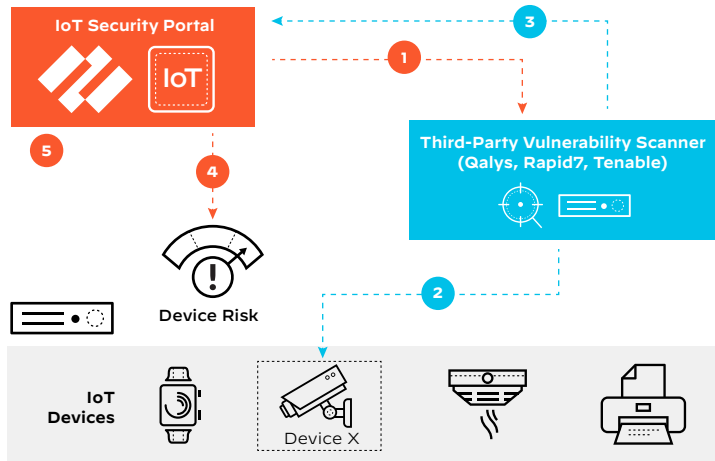 IoT Security Portal
IoT
3
1
5
Third-Party Vulnerability Scanner
(Qalys, Rapid7, Tenable)
4
2
Device Risk
IoT
Devices
Device X